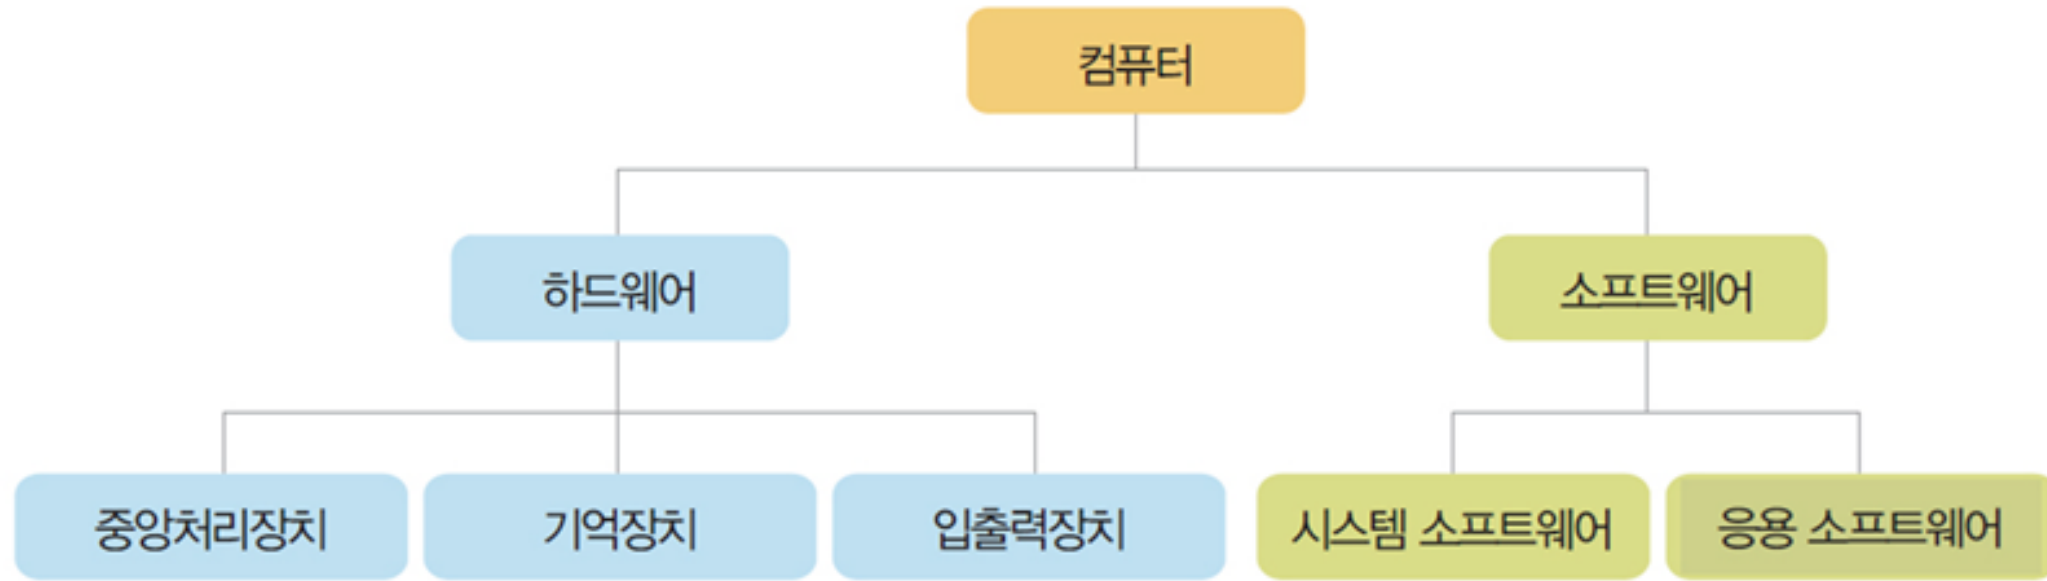 컴퓨터
하드웨어
소프트웨어
중앙처리장치
기억장치
입출력장치
시스템 소프트웨어
응용 소프트웨어